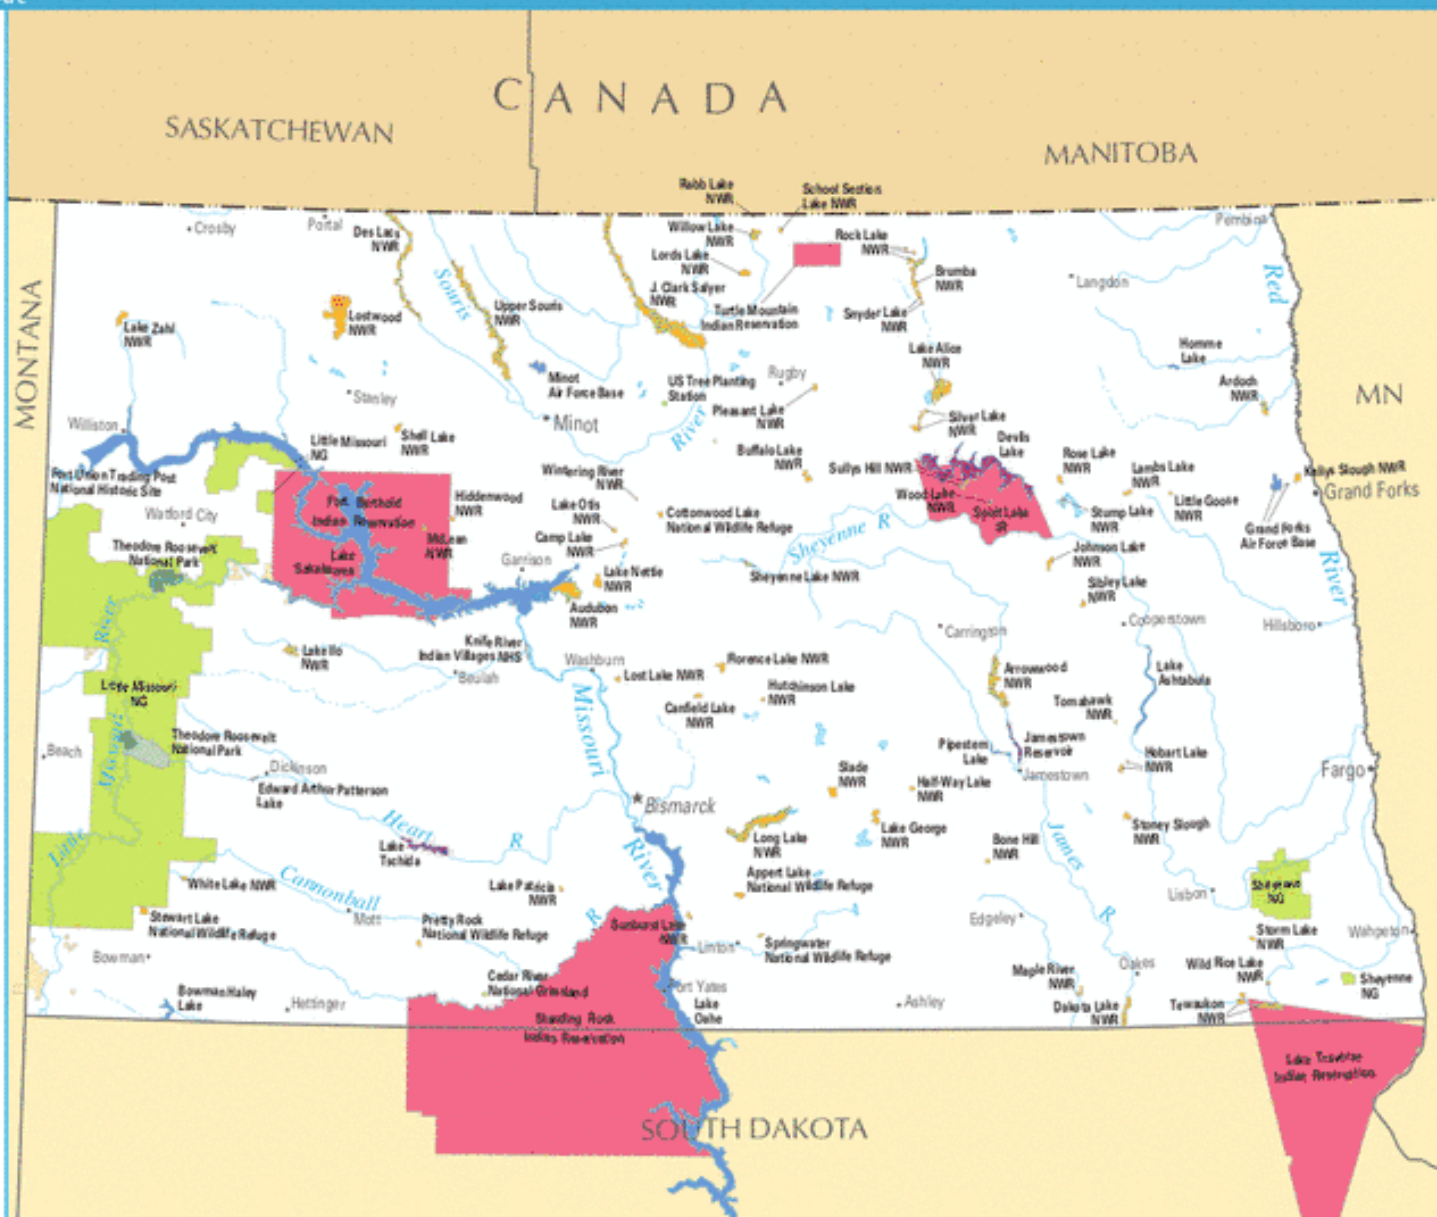 CANADA
SASKATCHEWAN
MANITOBA
Rabb Lake
NWR
School Section
Lake NWR
Crosby
Portal
Des Lacs
NWR
Willow Lake
NWR
Rock Lake
NWR
Pembina
Lords Lake
NWR
Souris
Upper Souris
NWR
J. Clark Salyer
NWR
Turtle Mountain
Indian Reservation
Brumba
NWR
Snyder Lake
NWR
Langdon
Red
MONTANA
Lake Zahl
NWR
Lostwood
NWR
Lake Alice
NWR
Homme
Lake
Ardoch
NWR
MN
Minot
Air Force Base
US Tree Planting
Station
Rugby
Pleasant Lake
NWR
Stanley
Minot
River
Silver Lake
NWR
Williston
Little Missouri
NG
Shell Lake
NWR
Buffalo Lake
NWR
Sullys Hill NWR
Devils
Lake
Rose Lake
NWR
Lambs Lake
NWR
Kellys Slough NWR
Grand Forks
Fort Union Trading Post
National Historic Site
Watford City
Fort Berthold
Indian Reservation
Hiddenwood
NWR
McLean
NWR
Wintering River
NWR
Lake Otis
NWR
Cottonwood Lake
National Wildlife Refuge
Camp Lake
NWR
Wood Lake
NWR
Spirit Lake
IR
Stump Lake
NWR
Little Goose
NWR
Grand Forks
Air Force Base
Theodore Roosevelt
National Park
Lake
Sakakawea
Garrison
Lake Nettie
NWR
Sheyenne R
Sheyenne Lake NWR
Johnson Lake
NWR
Sibley Lake
NWR
River
Audubon
NWR
River
Lake Ilo
NWR
Knife River
Indian Villages NHS
Beulah
Washburn
Lost Lake NWR
Florence Lake NWR
Carrington
Cooperstown
Hillsboro
Little Missouri
NG
Missouri
Canfield Lake
NWR
Hutchinson Lake
NWR
Arrowwood
NWR
Tomahawk
NWR
Lake
Ashtabula
Beach
Missouri
Theodore Roosevelt
National Park
Dickinson
Edward Arthur Patterson
Lake
Pipestem
Lake
Jamestown
Reservoir
Jamestown
Hobart Lake
NWR
Fargo
Bismarck
Slade
NWR
Half-Way Lake
NWR
Little
Heart
R
Lake
Tschida
River
Long Lake
NWR
Lake George
NWR
Bone Hill
NWR
James
R
Stoney Slough
NWR
White Lake NWR
Cannonball
R
Lake Patricia
NWR
Appert Lake
National Wildlife Refuge
Lisbon
Sheyenne
NG
Stewart Lake
National Wildlife Refuge
Mott
Pretty Rock
National Wildlife Refuge
Sunburst Lake
NWR
Linton
Springwater
National Wildlife Refuge
Edgeley
Storm Lake
NWR
Wahpeton
Bowman
Bowman Haley
Lake
Hettinger
Cedar River
National Grassland
Fort Yates
Lake
Oahe
Ashley
Maple River
NWR
Oakes
Dakota Lake
NWR
Wild Rice Lake
NWR
Tewaukon
NWR
Sheyenne
NG
Standing Rock
Indian Reservation
Lake Traverse
Indian Reservation
SOUTH DAKOTA